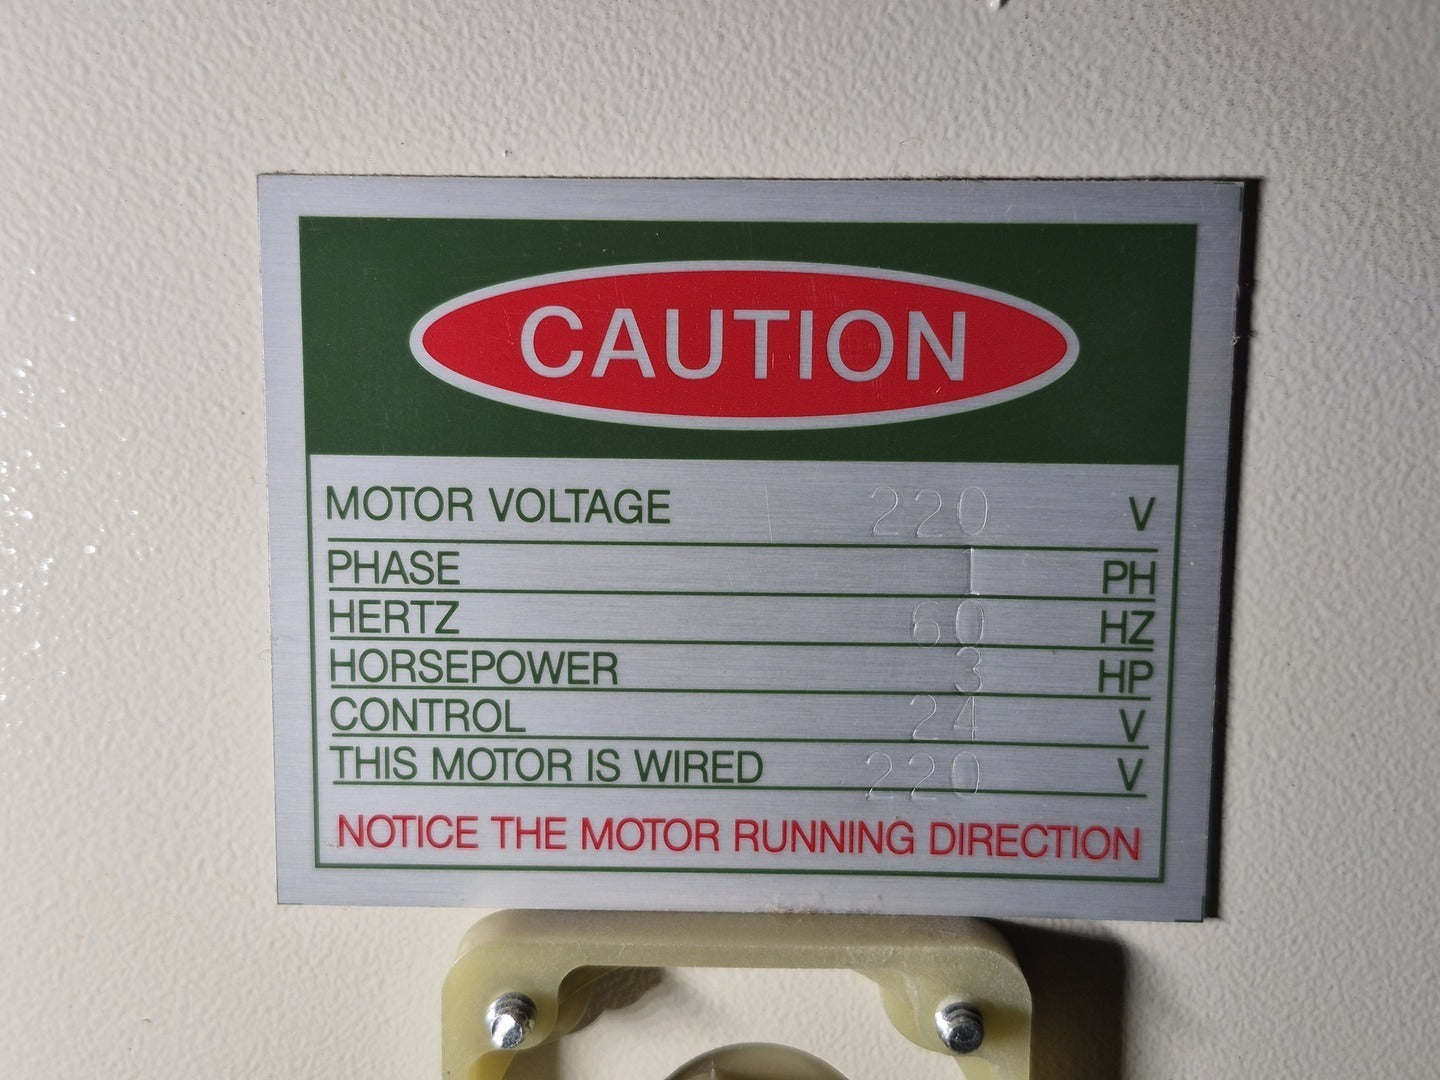 CAUTION
MOTOR VOLTAGE 220 V
PHASE 1 PH
HERTZ 60 HZ
HORSEPOWER 3 HP
CONTROL 24 V
THIS MOTOR IS WIRED 220 V
NOTICE THE MOTOR RUNNING DIRECTION